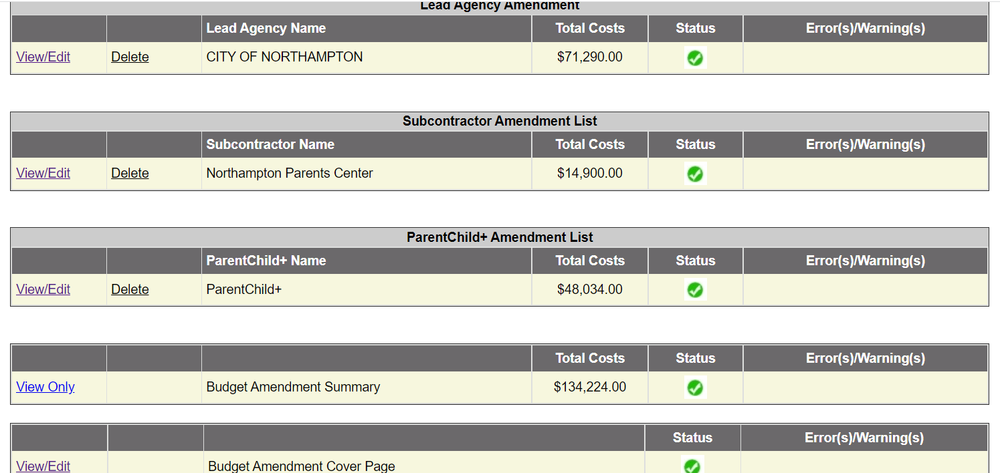 Lead Agency Amendment
Lead Agency Name Total Costs Status Error(s)/Warning(s)
View/Edit Delete CITY OF NORTHAMPTON $71,290.00
Subcontractor Amendment List
Subcontractor Name Total Costs Status Error(s)/Warning(s)
View/Edit Delete Northampton Parents Center $14,900.00
ParentChild+ Amendment List
ParentChild+ Name Total Costs Status Error(s)/Warning(s)
View/Edit Delete ParentChild+ $48,034.00
Total Costs Status Error(s)/Warning(s)
View Only Budget Amendment Summary $134,224.00
Status Error(s)/Warning(s)
View/Edit Budget Amendment Cover Page